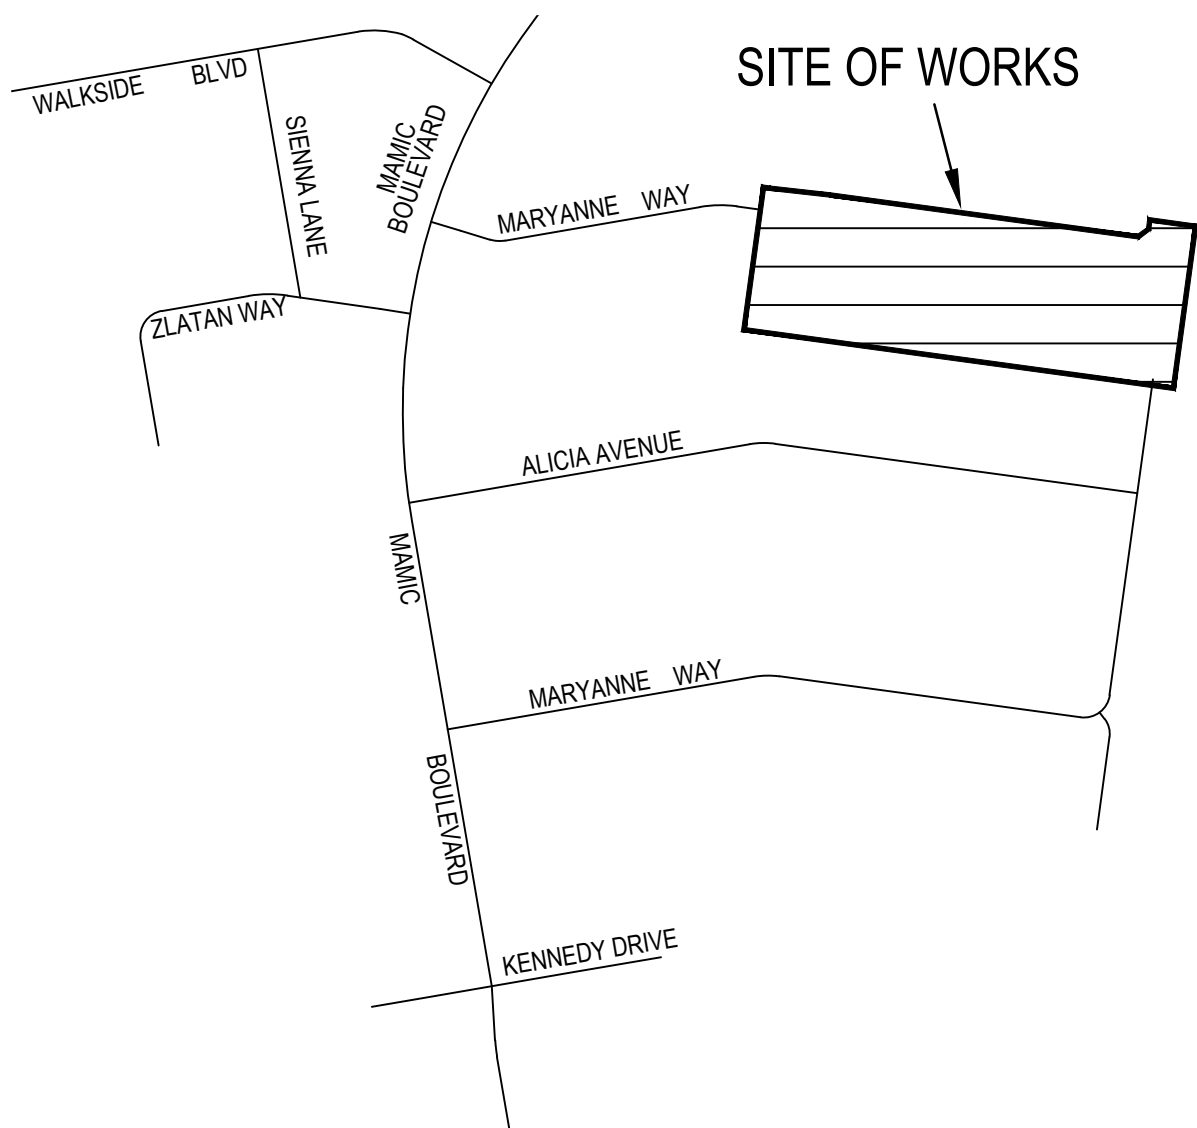 SITE OF WORKS
WALKSIDE BLVD
SIENNA LANE
MAMIC
BOULEVARD
MARYANNE WAY
ZLATAN WAY
ALICIA AVENUE
MAMIC
MARYANNE WAY
BOULEVARD
KENNEDY DRIVE